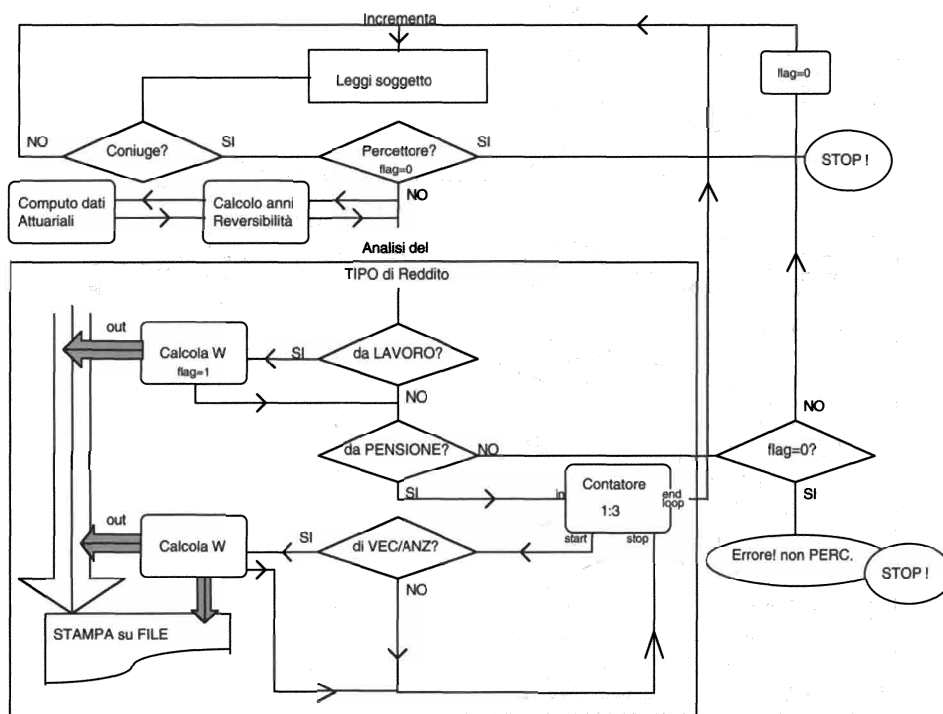 Incrementa
Leggi soggetto
flag=0
NO
Coniuge?
SI
Percettore?
flag=0
SI
STOP !
NO
Computo dati
Attuariali
Calcolo anni
Reversibilità
Analisi del
TIPO di Reddito
out
Calcola W
flag=1
SI
da LAVORO?
NO
NO
da PENSIONE?
NO
flag=0?
SI
in
Contatore
1:3
end
loop
SI
start
stop
out
Calcola W
SI
di VEC/ANZ?
NO
Errore! non PERC.
STOP !
STAMPA su FILE